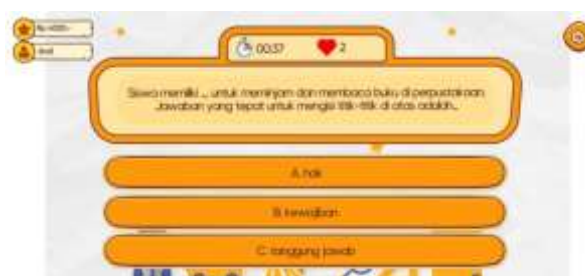 00:37
2
Siswa memiliki ... untuk meminjam dan membaca buku di perpustakaan.
Jawaban yang tepat untuk mengisi titik-titik di atas adalah...
A. hak
B. kewajiban
C. tanggung jawab